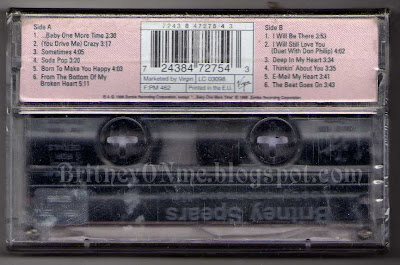 Side A
1. ...Baby One More Time 3:30
2. (You Drive Me) Crazy 3:17
3. Sometimes 4:05
4. Soda Pop 3:20
5. Born To Make You Happy 4:03
6. From The Bottom Of My
Broken Heart 5:11
7243 8 47275 4 3
7 24384 72754 3
Marketed by Virgin
LC 03098
F:PM 462
Printed in the E.U.
Virgin
Side B
1. I Will Be There 3:53
2. I Will Still Love You
(Duet With Don Philip) 4:02
3. Deep In My Heart 3:34
4. Thinkin' About You 3:35
5. E-Mail My Heart 3:41
6. The Beat Goes On 3:43
BritneyONme.blogspot.com
Britney Spears